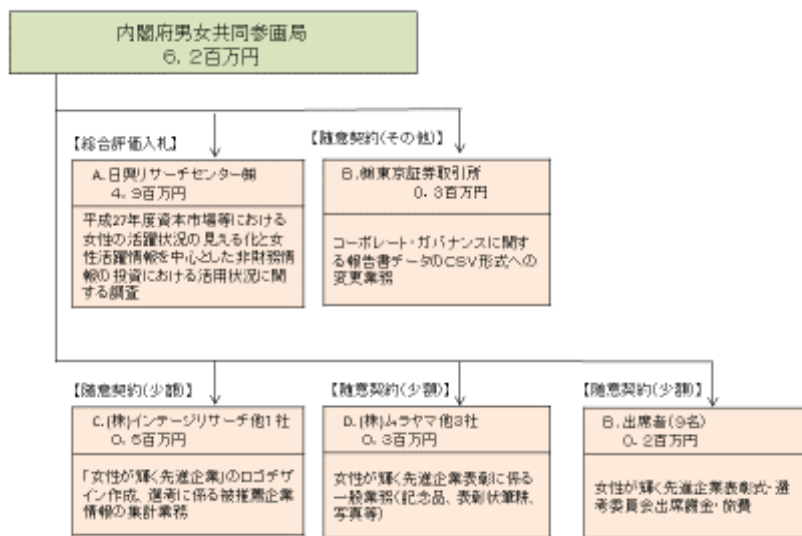 内閣府男女共同参画局
6.2百万円
【総合評価入札】
【随意契約(その他)】
A.日興リサーチセンター㈱
4.9百万円
平成27年度資本市場等における
女性の活躍状況の見える化と女
性活躍情報を中心とした非財務情
報の投資における活用状況に関
する調査
B.㈱東京証券取引所
0.3百万円
コーポレート・ガバナンスに関す
る報告書データのCSV形式への
変更業務
【随意契約(少額)】
【随意契約(少額)】
【随意契約(少額)】
C.(株)インテージリサーチ他1社
0.5百万円
「女性が輝く先進企業」のロゴデザ
イン作成、選考に係る被推薦企業
情報の集計業務
D.(株)ムラヤマ他3社
0.3百万円
女性が輝く先進企業表彰に係る
一般業務(記念品、表彰状筆耕、
写真等)
B.出席者(9名)
0.2百万円
女性が輝く先進企業表彰式・選
考委員会出席謝金・旅費